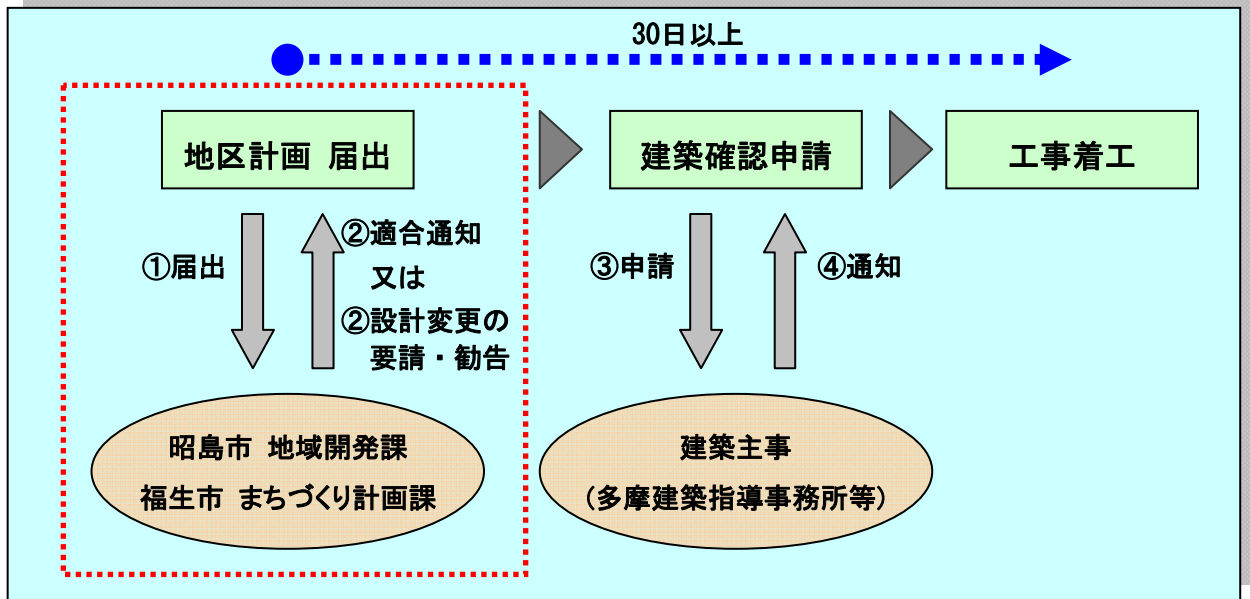 30日以上
地区計画 届出
建築確認申請
工事着工
①届出
②適合通知
又は
②設計変更の
要請・勧告
③申請
④通知
昭島市 地域開発課
福生市 まちづくり計画課
建築主事
(多摩建築指導事務所等)